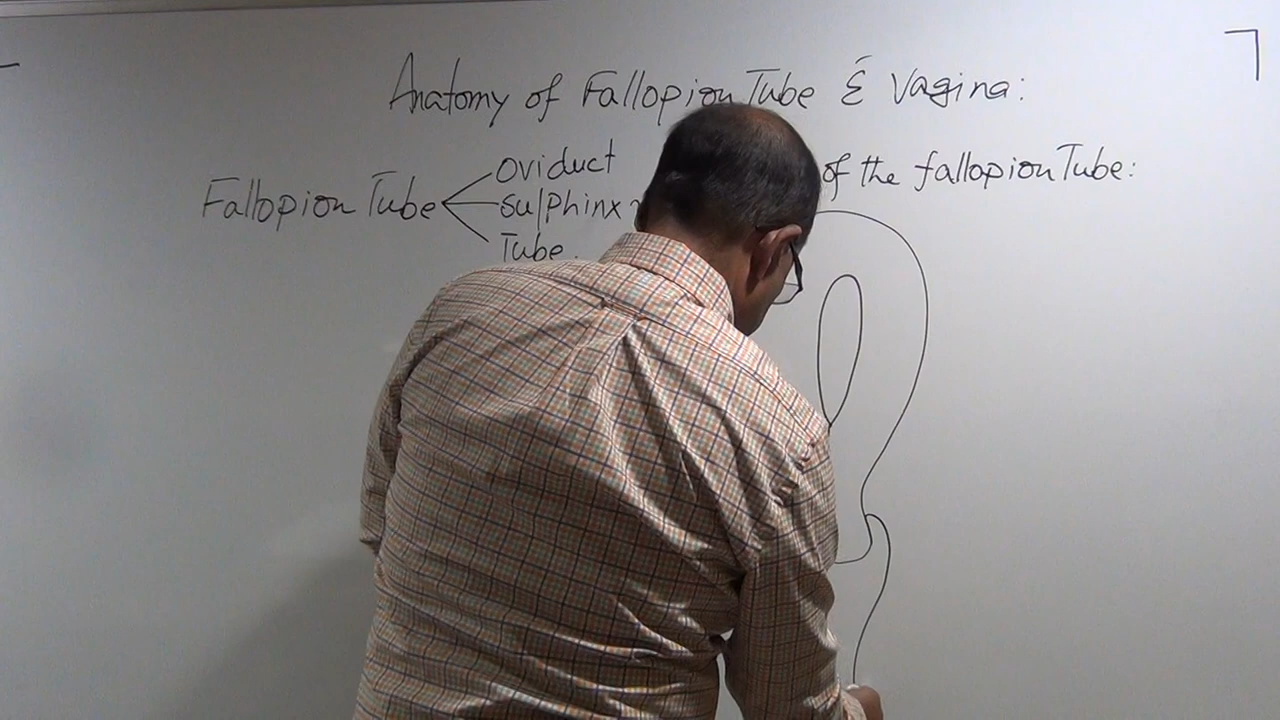 Anatomy of Fallopion Tube & Vagina:
Fallopion Tube
oviduct
sulphinx
Tube.
of the fallopion Tube: